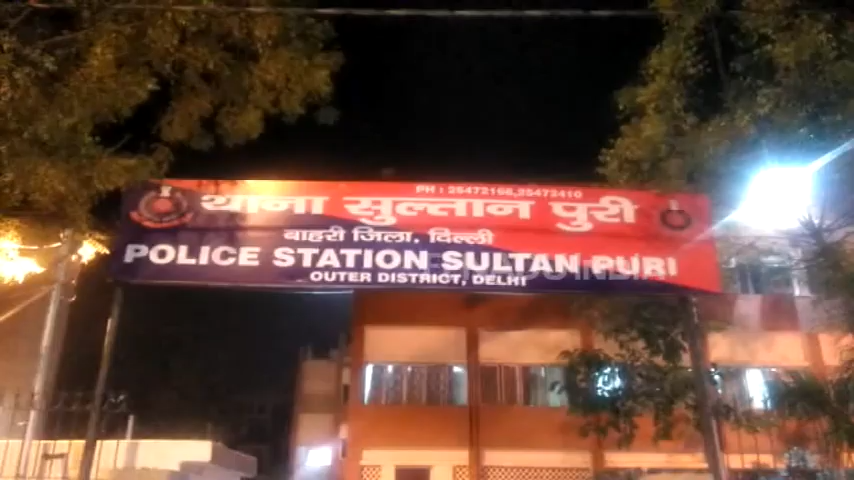 PH : 25472166, 25472410
थाना सुल्तान पुरी
बाहरी जिला, दिल्ली
POLICE STATION SULTAN PURI
OUTER DISTRICT, DELHI